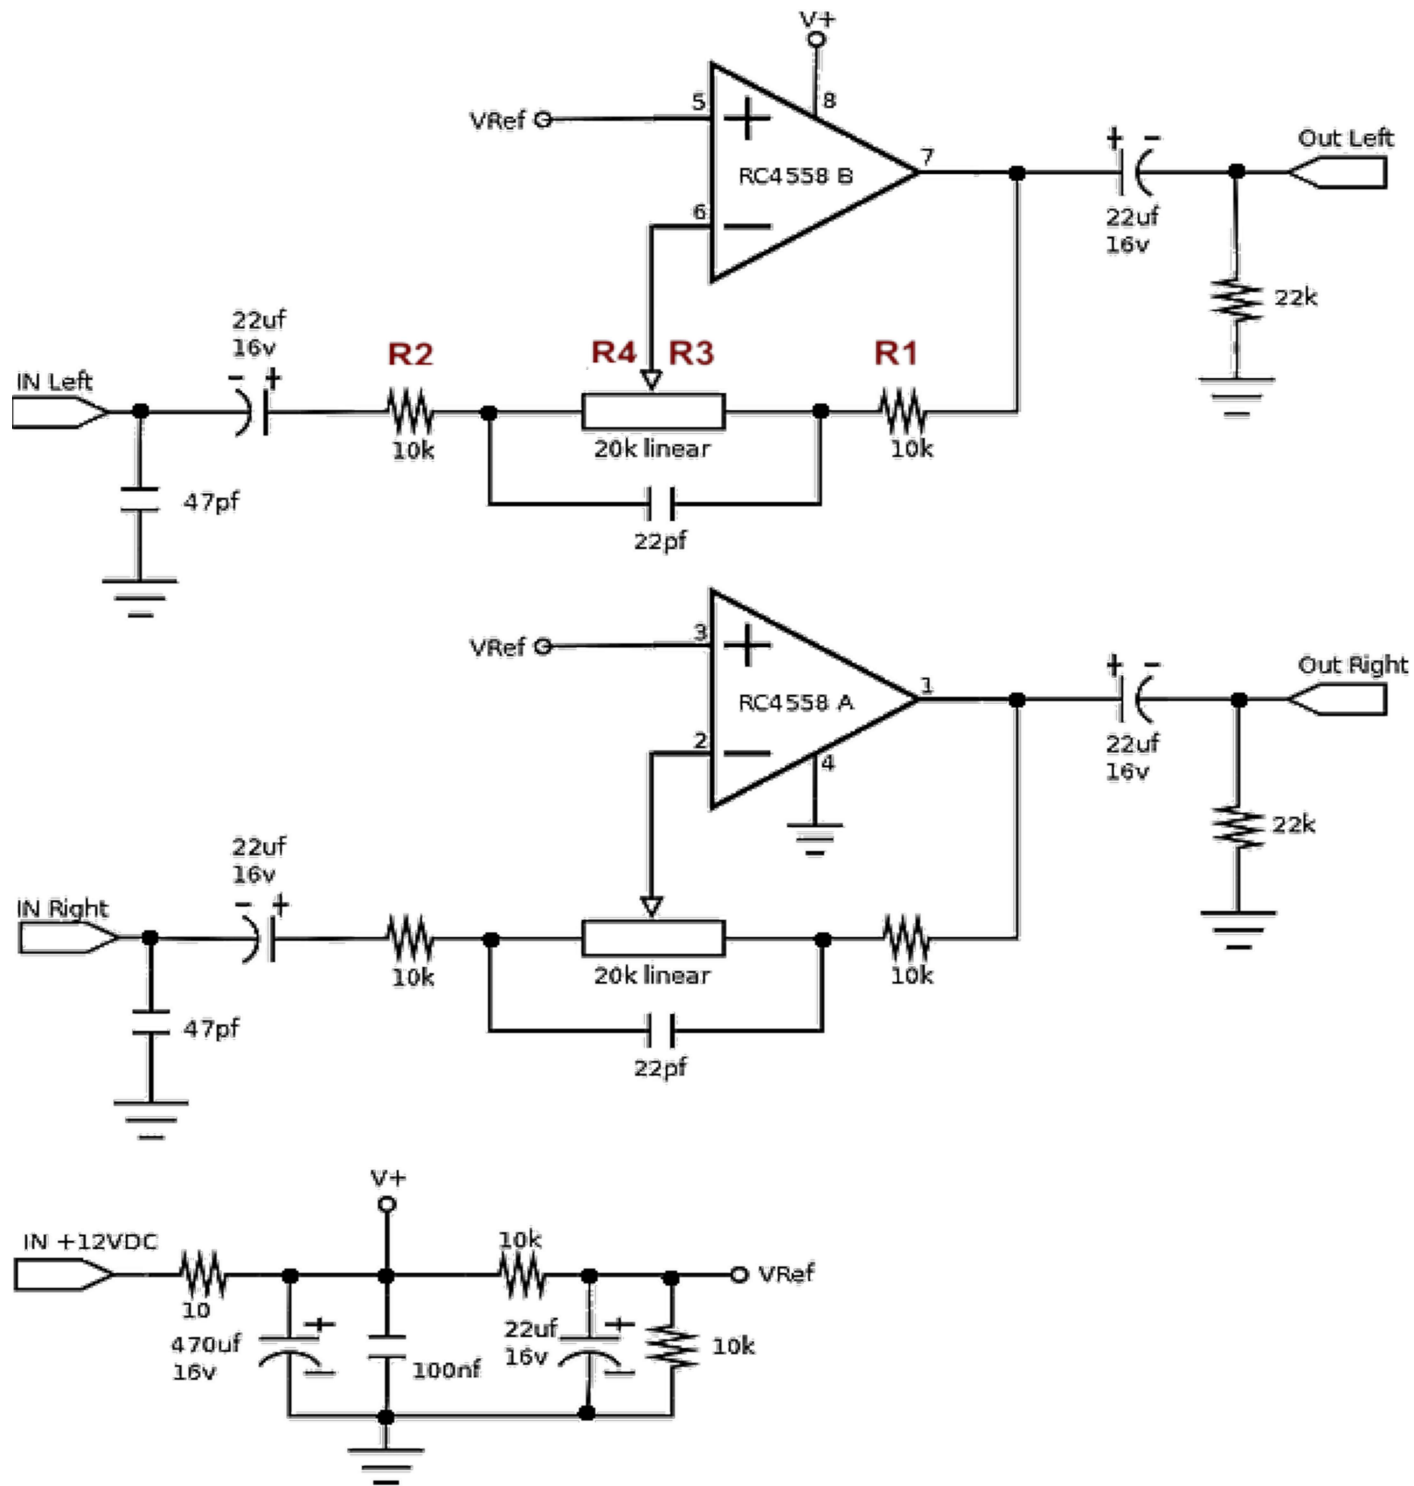 V+
8
5
VRef
RC4558 B
7
6
+ -
22uf
16v
Out Left
22k
22uf
16v
- +
IN Left
R2
R4 R3
R1
10k
20k linear
10k
47pf
22pf
3
VRef
RC4558 A
1
2
4
+ -
22uf
16v
Out Right
22k
22uf
16v
- +
IN Right
10k
20k linear
10k
47pf
22pf
V+
IN +12VDC
10
10k
VRef
470uf
16v
+
-
100nf
22uf
16v
+
-
10k